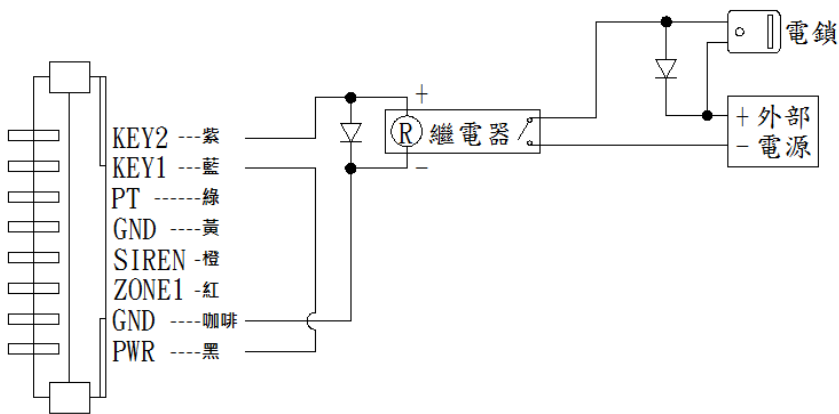 KEY2 ---紫
KEY1 ---藍
PT ------綠
GND ----黃
SIREN -橙
ZONE1 -紅
GND ----咖啡
PWR ----黑
+
R 繼電器
-
電鎖
+ 外部
- 電源